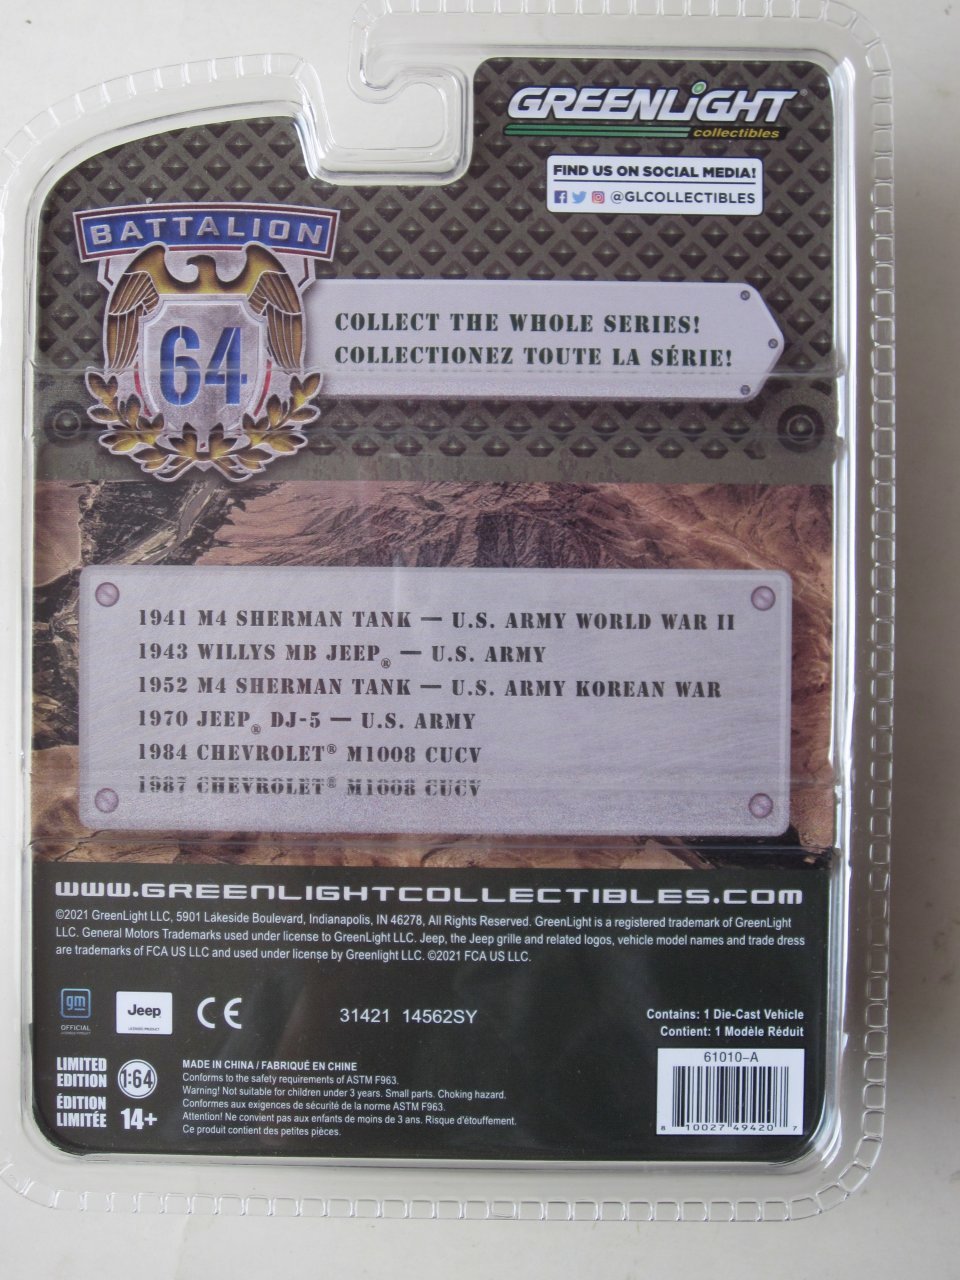 GREENLiGHT®
collectibles
FIND US ON SOCIAL MEDIA!
@GLCOLLECTIBLES
BATTALION
64
COLLECT THE WHOLE SERIES!
COLLECTIONEZ TOUTE LA SÉRIE!
1941 M4 SHERMAN TANK — U.S. ARMY WORLD WAR II
1943 WILLYS MB JEEP® — U.S. ARMY
1952 M4 SHERMAN TANK — U.S. ARMY KOREAN WAR
1970 JEEP® DJ-5 — U.S. ARMY
1984 CHEVROLET® M1008 CUCV
1987 CHEVROLET® M1008 CUCV
WWW.GREENLIGHTCOLLECTIBLES.COM
©2021 GreenLight LLC, 5901 Lakeside Boulevard, Indianapolis, IN 46278, All Rights Reserved. GreenLight is a registered trademark of GreenLight
LLC. General Motors Trademarks used under license to GreenLight LLC. Jeep, the Jeep grille and related logos, vehicle model names and trade dress
are trademarks of FCA US LLC and used under license by Greenlight LLC. ©2021 FCA US LLC.
gm
OFFICIAL
LICENSED PRODUCT
Jeep
LICENSED PRODUCT
CE
31421 14562SY
Contains: 1 Die-Cast Vehicle
Contient: 1 Modèle Réduit
LIMITED
EDITION
ÉDITION
LIMITÉE
1:64
14+
MADE IN CHINA / FABRIQUÉ EN CHINE
Conforms to the safety requirements of ASTM F963.
Warning! Not suitable for children under 3 years. Small parts. Choking hazard.
Conformes aux exigences de sécurité de la norme ASTM F963.
Attention! Ne convient pas aux enfants de moins de 3 ans. Risque d'étouffement.
Ce produit contient des petites pièces.
61010-A
8 10027 49420 7